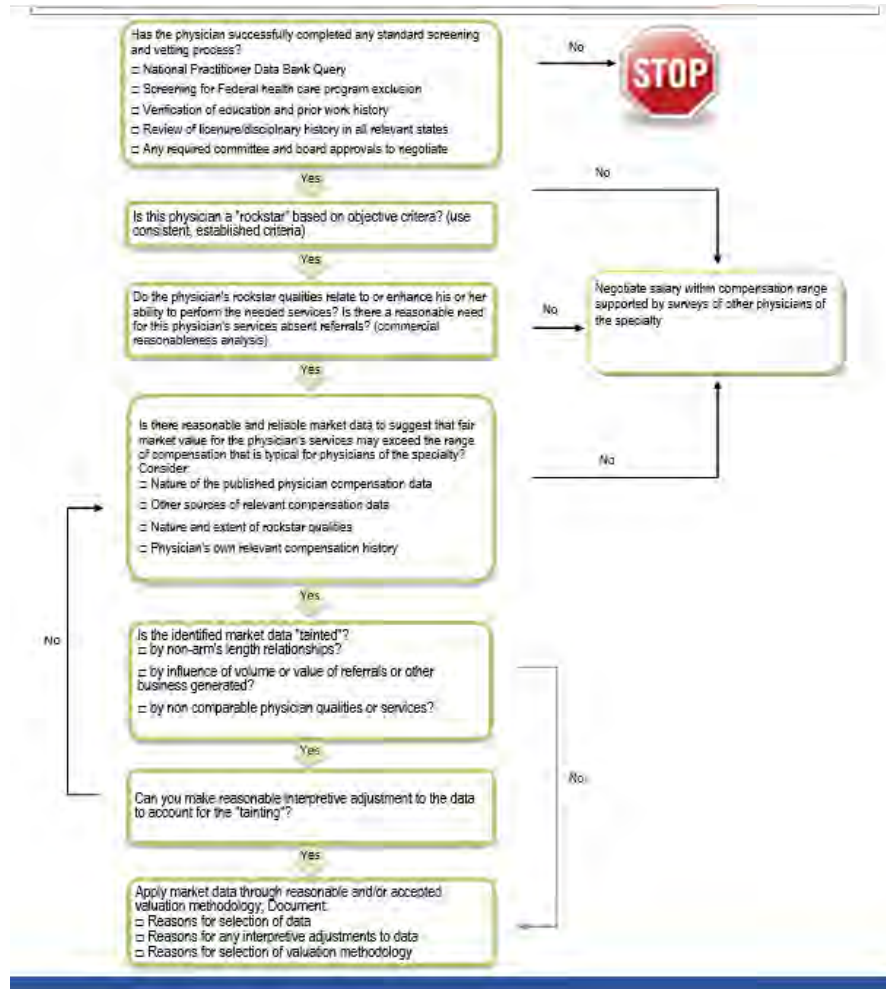 Has the physician successfully completed any standard screening
and vetting process?
□ National Practitioner Data Bank Query
□ Screening for Federal health care program exclusion
□ Verification of education and prior work history
□ Review of licenure/disciplinary history in all relevant states
□ Any required committee and board approvals to negotiate
No
STOP
Yes
No
Is this physician a "rockstar" based on objective critera? (use
consistent, established criteria)
Yes
Do the physician's rockstar qualities relate to or enhance his or her
ability to perform the needed services? Is there a reasonable need
for this physician's services absent referrals? (commercial
reasonableness analysis)
No
Negotiate salary within compensation range
supported by surveys of other physicians of
the specialty
Yes
Is there reasonable and reliable market data to suggest that fair
market value for the physician's services may exceed the range
of compensation that is typical for physicians of the specialty?
Consider:
□ Nature of the published physician compensation data
□ Other sources of relevant compensation data
□ Nature and extent of rockstar qualities
□ Physician's own relevant compensation history
No
Yes
Is the identified market data "tainted"?
□ by non-arm's length relationships?
□ by influence of volume or value of referrals or other
business generated?
□ by non comparable physician qualities or services?
No
Yes
Can you make reasonable interpretive adjustment to the data
to account for the "tainting"?
No
Yes
Apply market data through reasonable and/or accepted
valuation methodology; Document:
□ Reasons for selection of data
□ Reasons for any interpretive adjustments to data
□ Reasons for selection of valuation methodology